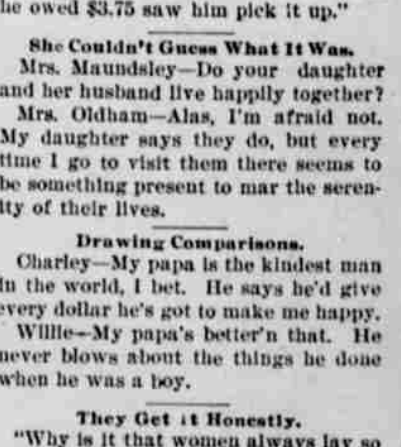 he owed $3.75 saw him pick it up."
She Couldn't Guess What It Was.
Mrs. Maundsley—Do your daughter
and her husband live happily together?
Mrs. Oldham—Alas, I'm afraid not.
My daughter says they do, but every
time I go to visit them there seems to
be something present to mar the seren-
ity of their lives.
Drawing Comparisons.
Charley—My papa is the kindest man
in the world, I bet. He says he'd give
every dollar he's got to make me happy.
Willie—My papa's better'n that. He
never blows about the things he done
when he was a boy.
They Get it Honestly.
"Why is it that women always lay so